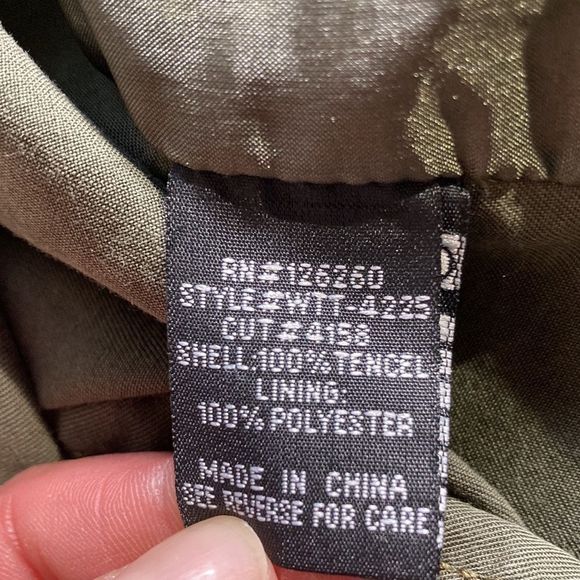 RN#126260
STYLE#WTT-4225
CUT#4158
SHELL:100%TENCEL
LINING
100% POLYESTER
MADE IN CHINA
SEE REVERSE FOR CARE